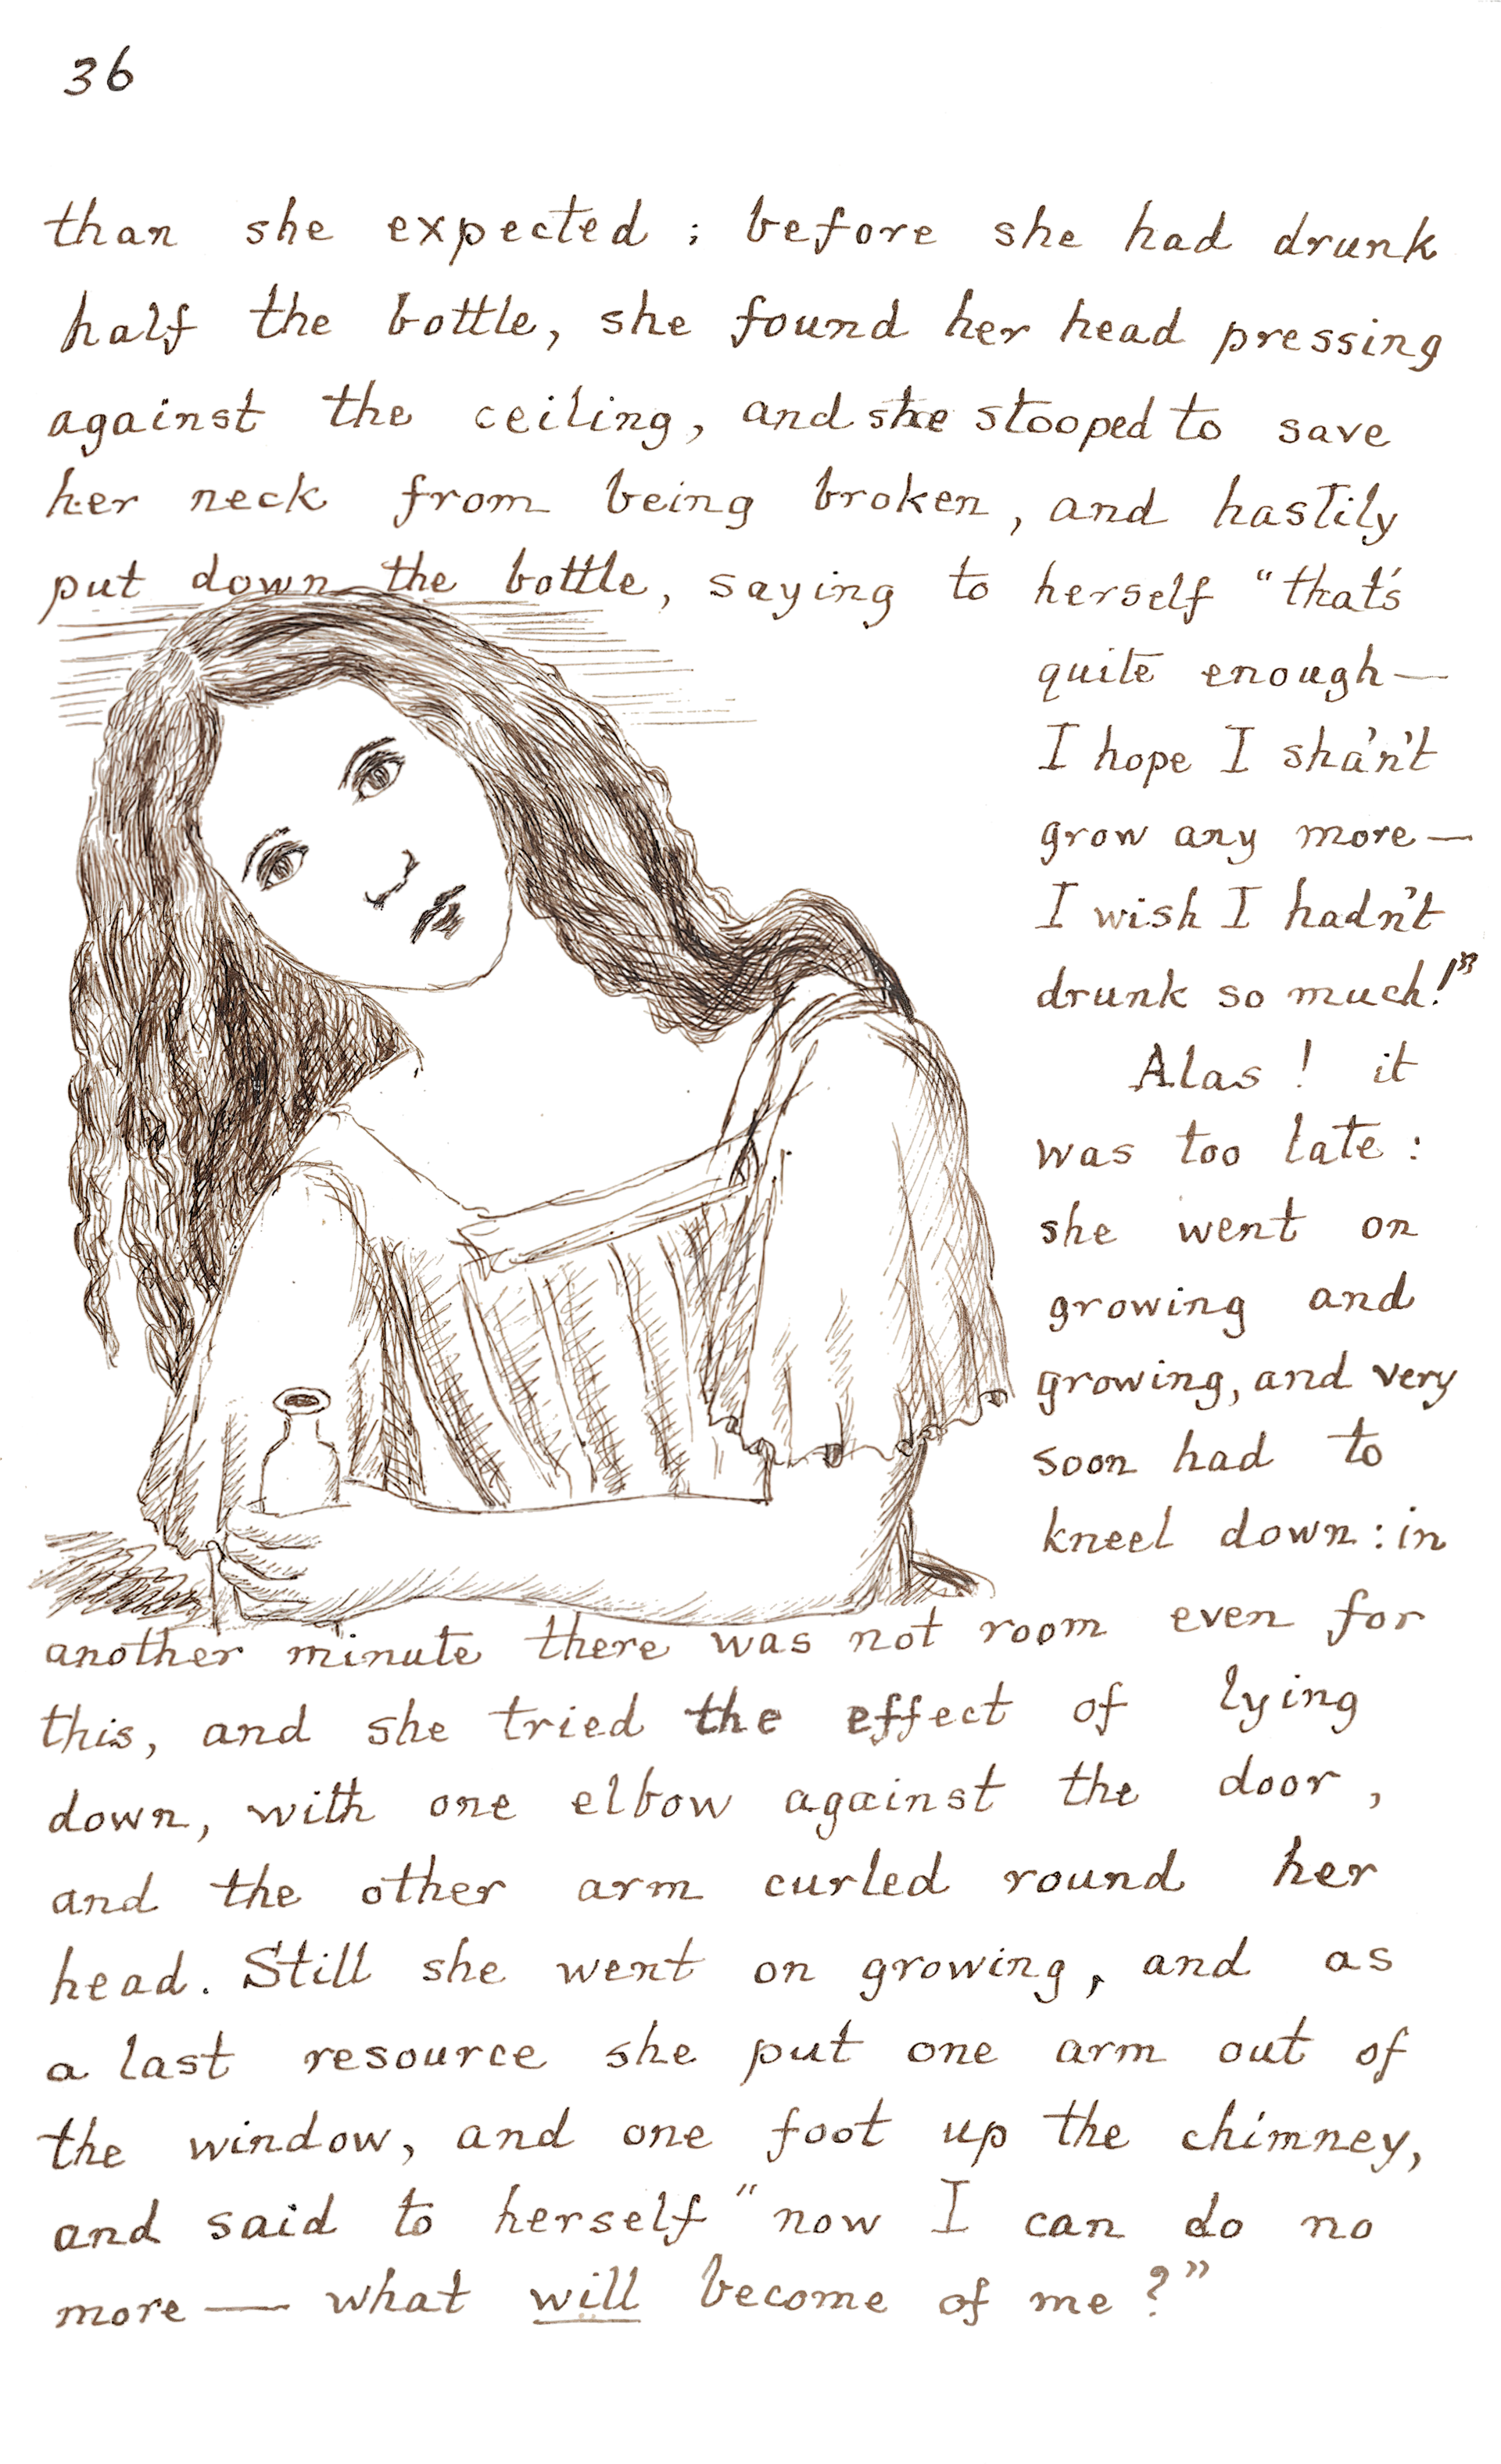 36
than she expected ; before she had drunk
half the bottle, she found her head pressing
against the ceiling, and she stooped to save
her neck from being broken, and hastily
put down the bottle, saying to herself “that's
quite enough—
I hope I sha'n't
grow any more—
I wish I hadn't
drunk so much!”
Alas ! it
was too late :
she went on
growing and
growing, and very
soon had to
kneel down : in
another minute there was not room even for
this, and she tried the effect of lying
down, with one elbow against the door ,
and the other arm curled round her
head. Still she went on growing, and as
a last resource she put one arm out of
the window, and one foot up the chimney,
and said to herself “now I can do no
more — what will become of me ?”